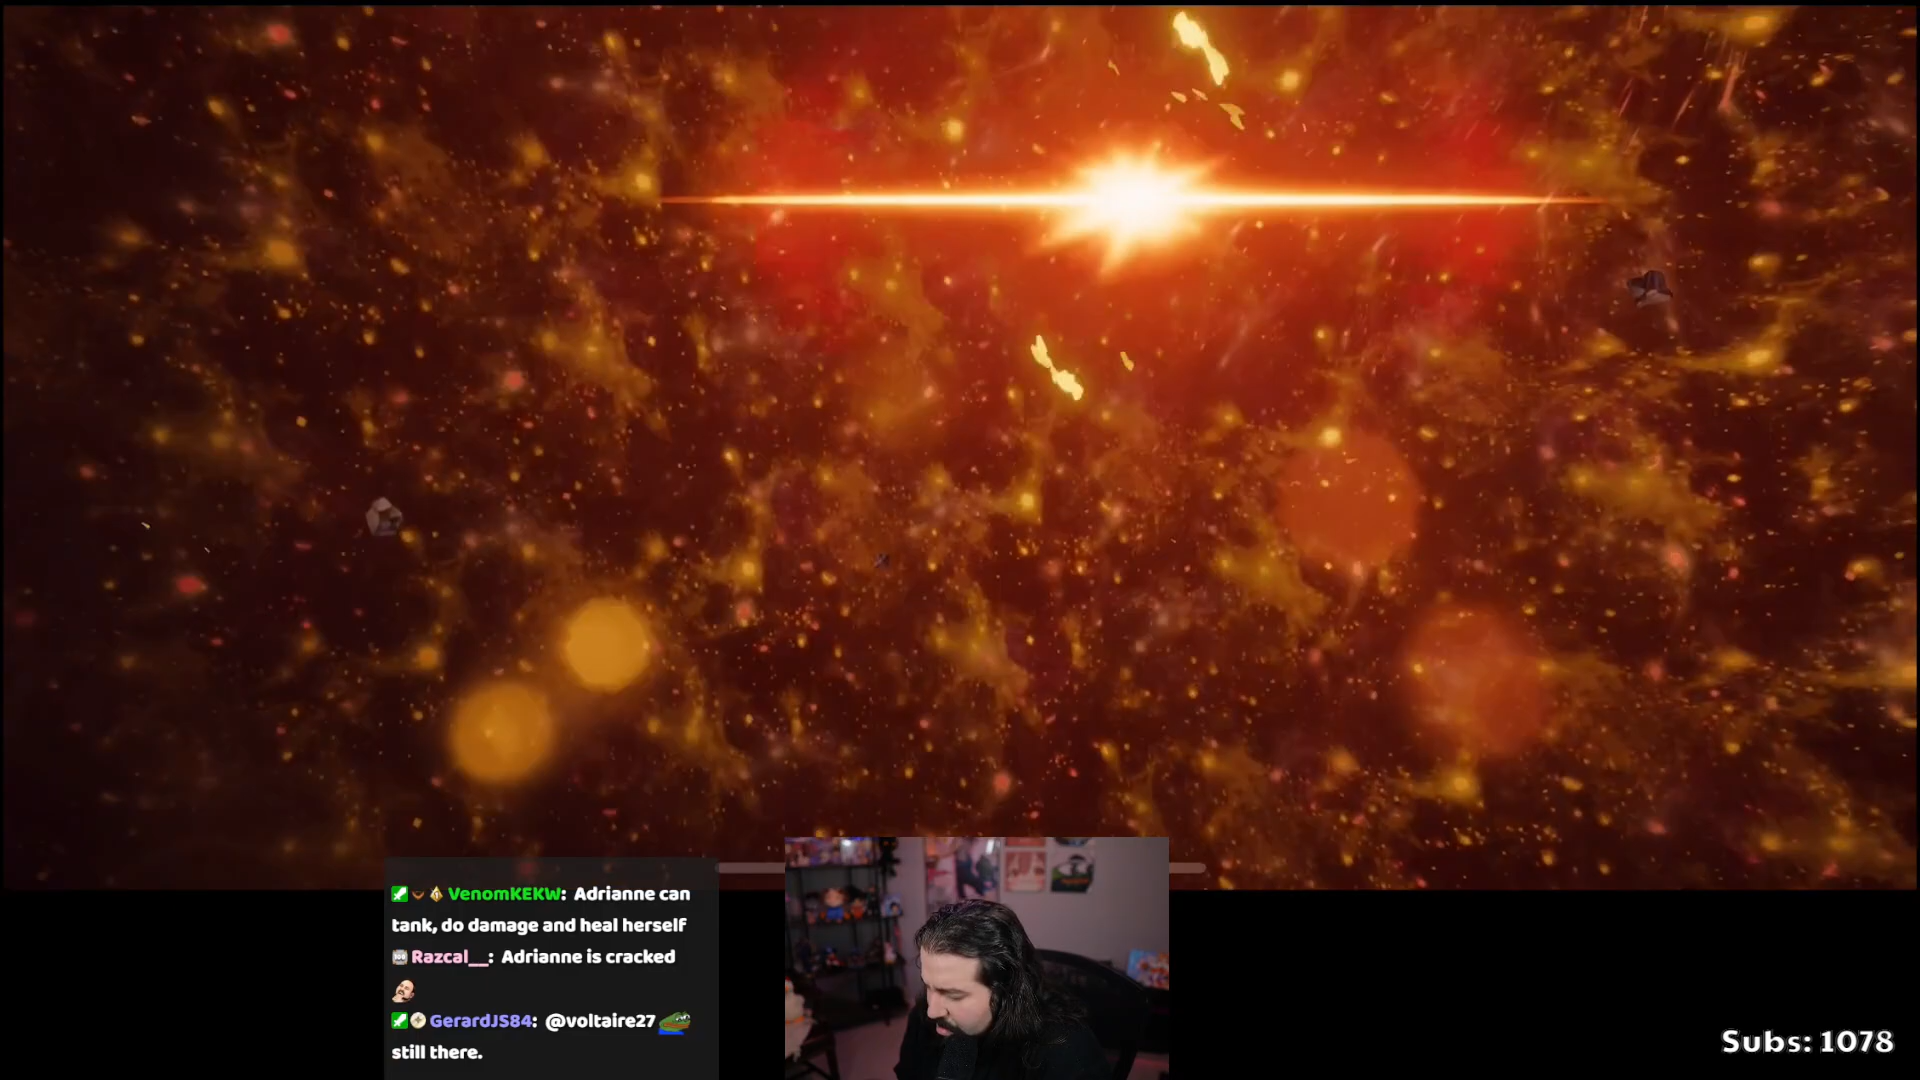 VenomKEKW: Adrianne can
tank, do damage and heal herself
Razcal__: Adrianne is cracked
GerardJS84: @voltaire27
still there.
Subs: 1078